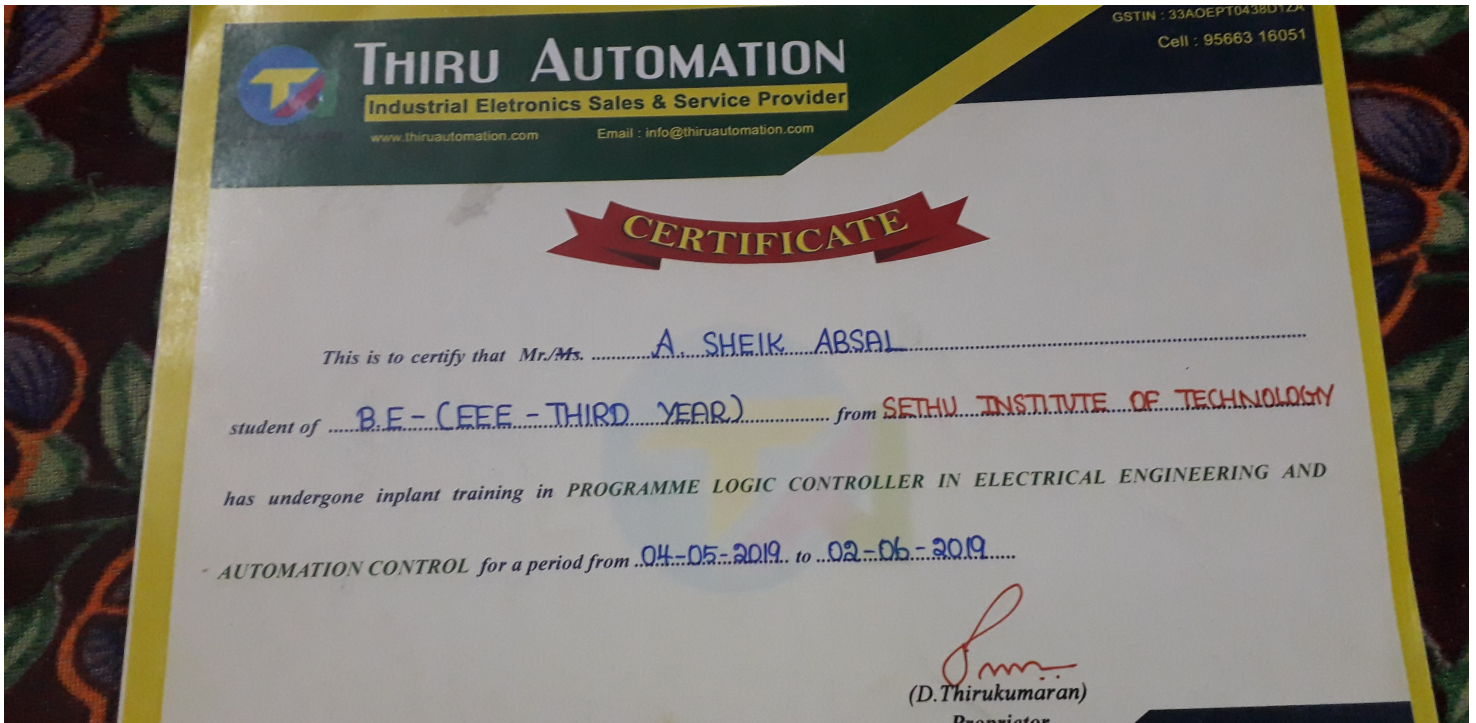 GSTIN : 33AOEPT0438D1ZA
Cell : 95663 16051
THIRU AUTOMATION
Industrial Eletronics Sales & Service Provider
www.thiruautomation.com Email : info@thiruautomation.com
CERTIFICATE
This is to certify that Mr./Ms. A. SHEIK ABSAL
student of B.E - (EEE - THIRD YEAR) from SETHU INSTITUTE OF TECHNOLOGY
has undergone inplant training in PROGRAMME LOGIC CONTROLLER IN ELECTRICAL ENGINEERING AND
AUTOMATION CONTROL for a period from 04-05-2019 to 02-06-2019
(D.Thirukumaran)
Proprietor